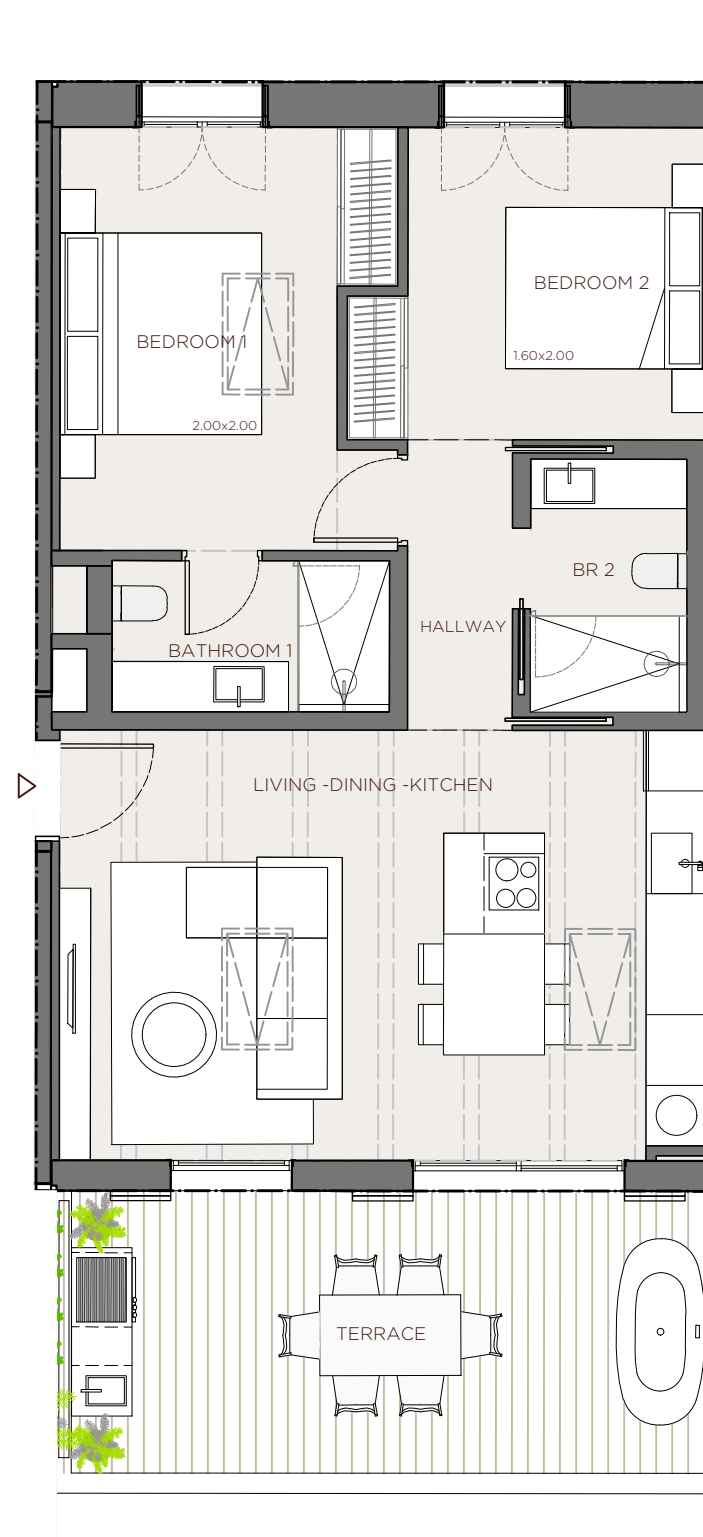 BEDROOM 2
BEDROOM 1
1.60x2.00
2.00x2.00
BR 2
HALLWAY
BATHROOM 1
LIVING -DINING -KITCHEN
TERRACE